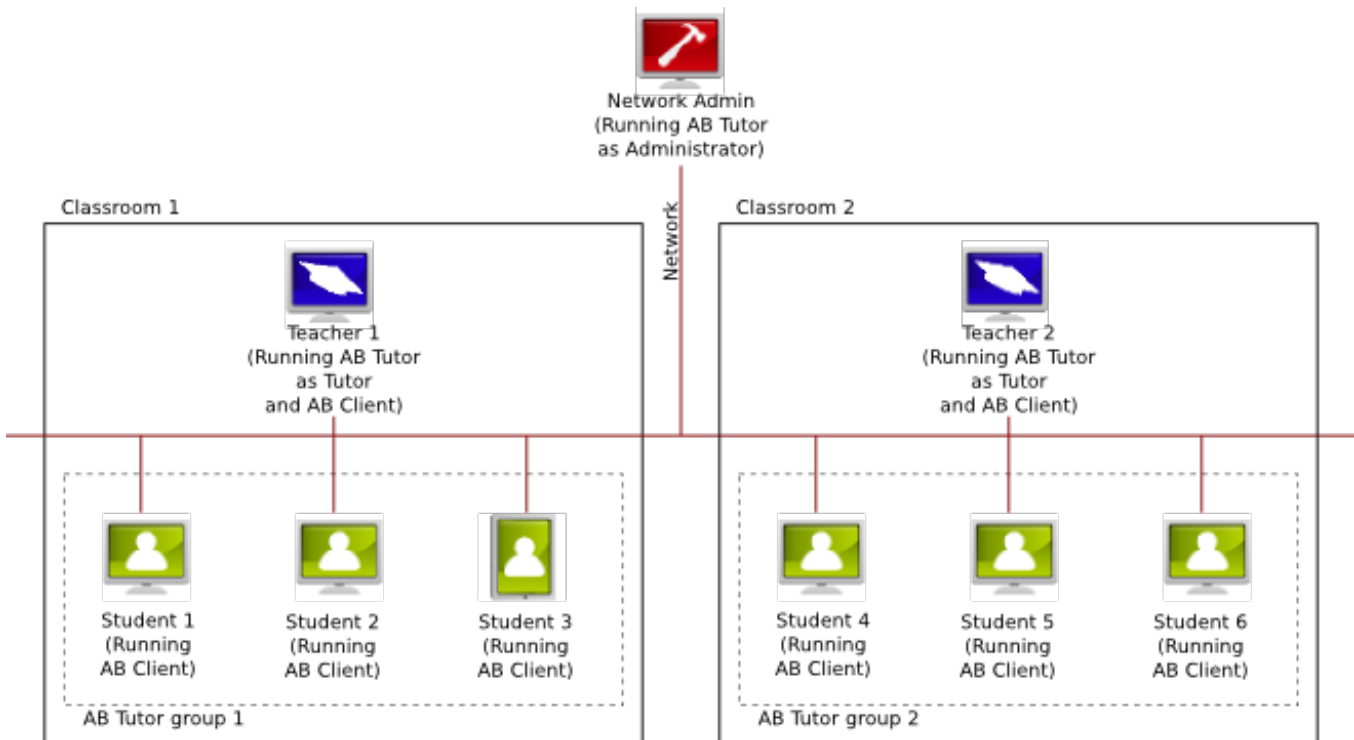 Network Admin
(Running AB Tutor
as Administrator)
Classroom 1
Network
Classroom 2
Teacher 1
(Running AB Tutor
as Tutor
and AB Client)
Teacher 2
(Running AB Tutor
as Tutor
and AB Client)
Student 1
(Running
AB Client)
Student 2
(Running
AB Client)
Student 3
(Running
AB Client)
Student 4
(Running
AB Client)
Student 5
(Running
AB Client)
Student 6
(Running
AB Client)
AB Tutor group 1
AB Tutor group 2